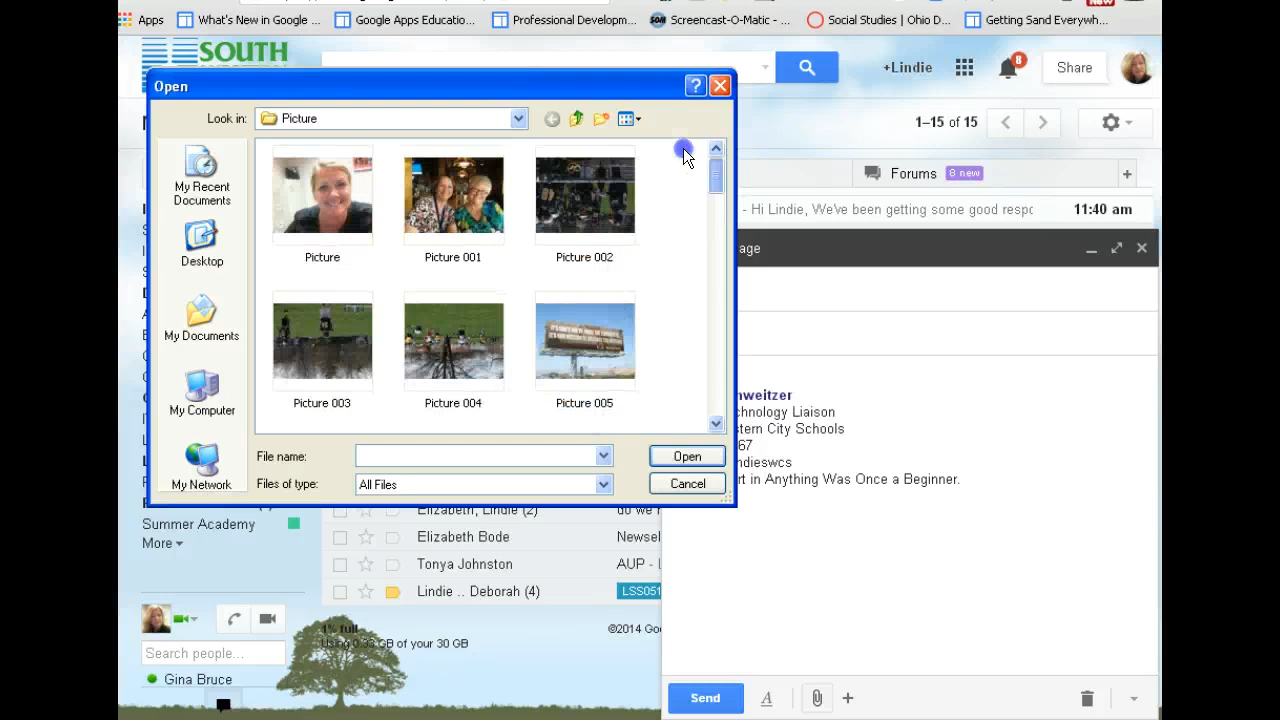 New
Apps
What's New in Google ...
Google Apps Educatio...
Professional Developm...
SOM Screencast-O-Matic -...
Getting Sand Everywh...
SOUTH
+Lindie
8
Share
Open
Look in:
Picture
1–15 of 15
My Recent
Documents
Desktop
My Documents
My Computer
My Network
Picture
Picture 001
Picture 002
Picture 003
Picture 004
Picture 005
File name:
Open
Files of type:
All Files
Cancel
Forums
8 new
- Hi Lindie, We've been getting some good respo
11:40 am
age
nweitzer
chnology Liaison
stern City Schools
67
ndieswcs
rt in Anything Was Once a Beginner.
Summer Academy
More
Elizabeth, Lindie (2)
do we r
Elizabeth Bode
Newsel
Tonya Johnston
AUP - L
Lindie .. Deborah (4)
LSS051
1% full
Using 0.33 GB of your 30 GB
©2014 Goo
Search people...
Gina Bruce
Send
A